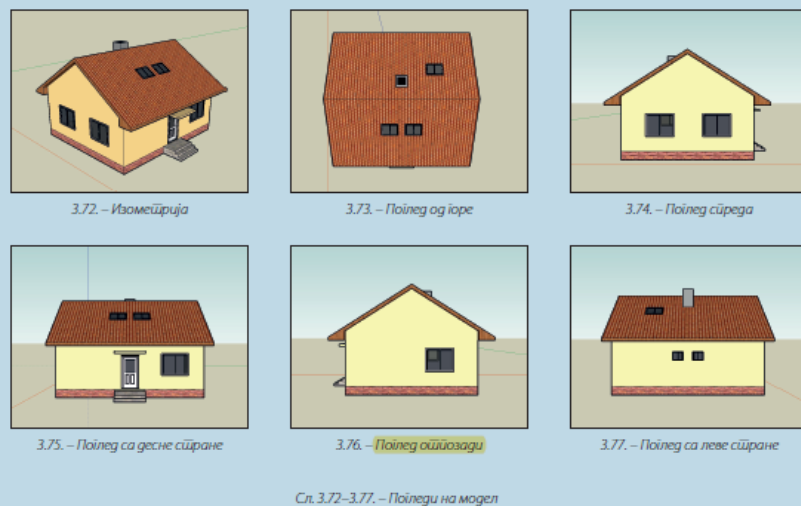 3.72. – Изометрија
3.73. – Поглед од горе
3.74. – Поглед спреда
3.75. – Поглед са десне стране
3.76. – Поглед отпозади
3.77. – Поглед са леве стране
Сл. 3.72–3.77. – Погледи на модел